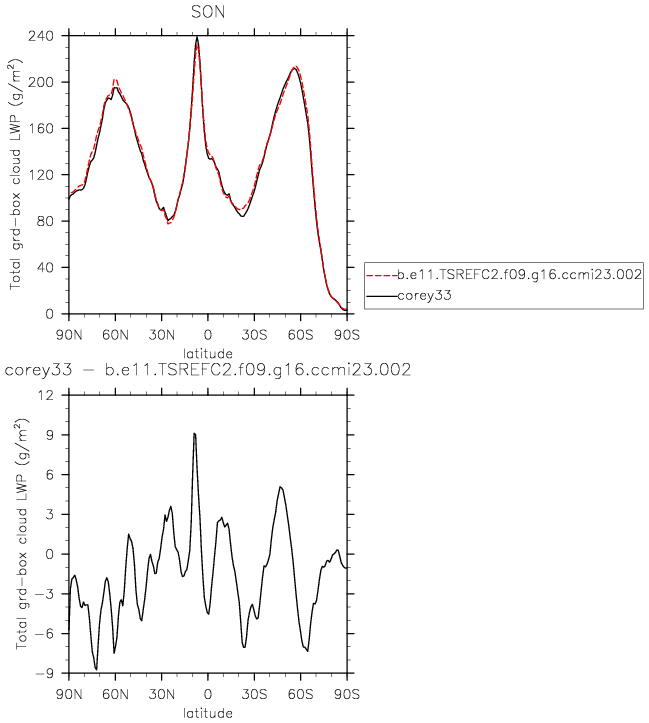 SON
Total grd-box cloud LWP (g/m²)
240
200
160
120
80
40
0
90N 60N 30N 0 30S 60S 90S
latitude
b.e11.TSREFC2.f09.g16.ccmi23.002
corey33
corey33 - b.e11.TSREFC2.f09.g16.ccmi23.002
Total grd-box cloud LWP (g/m²)
12
9
6
3
0
-3
-6
-9
90N 60N 30N 0 30S 60S 90S
latitude